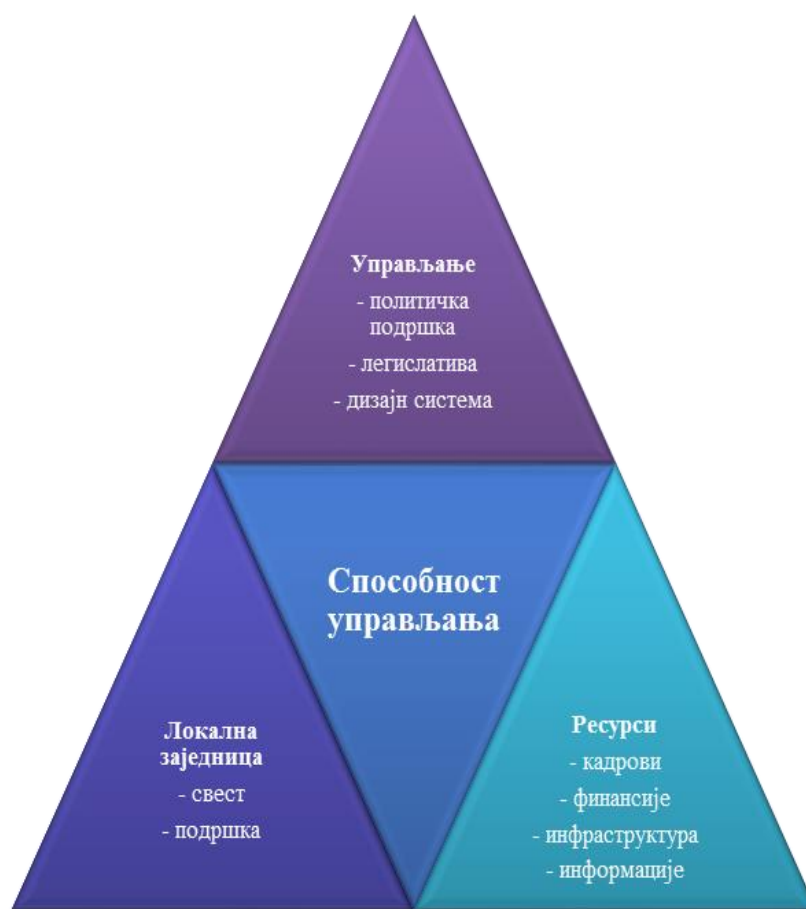 Управљање
- политичка
подршка
- легислатива
- дизајн система
Способност
управљања
Локална
заједница
- свест
- подршка
Ресурси
- кадрови
- финансије
- инфраструктура
- информације